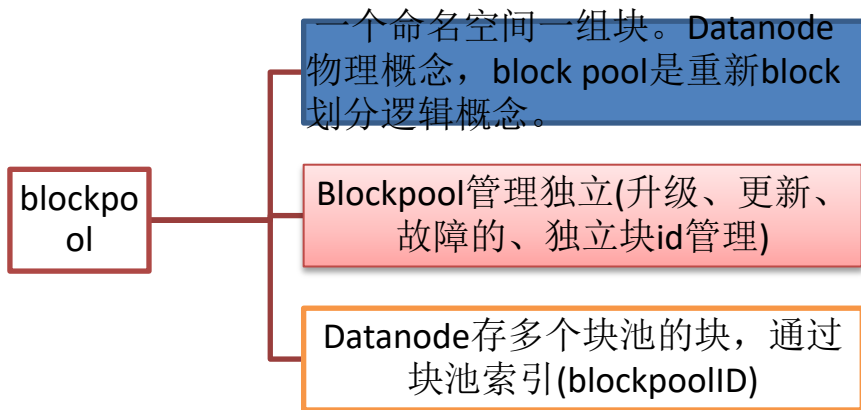 一个命名空间一组块。Datanode
物理概念，block pool是重新block
划分逻辑概念。
blockpo
ol
Blockpool管理独立(升级、更新、
故障的、独立块id管理)
Datanode存多个块池的块，通过
块池索引(blockpoolID)